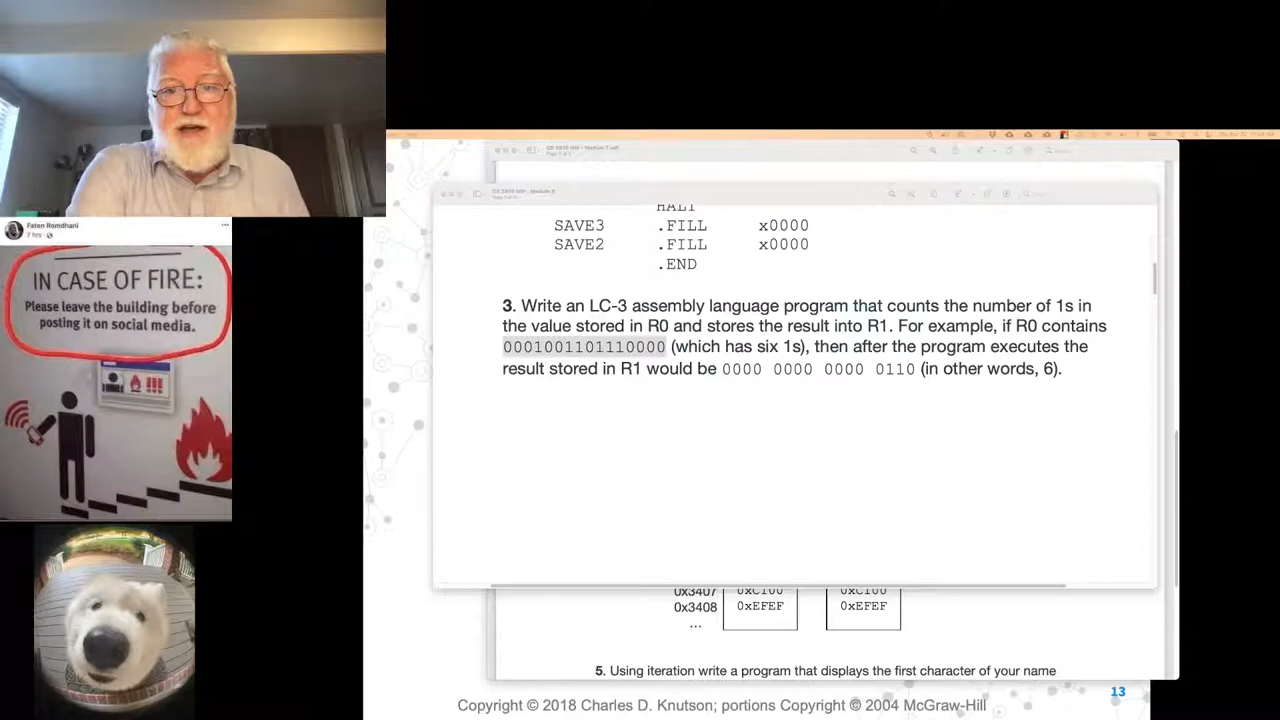 Faten Romdhani
7 hrs
IN CASE OF FIRE:
Please leave the building before
posting it on social media.
HALT
SAVE3 .FILL x0000
SAVE2 .FILL x0000
.END
3. Write an LC-3 assembly language program that counts the number of 1s in
the value stored in R0 and stores the result into R1. For example, if R0 contains
0001001101110000 (which has six 1s), then after the program executes the
result stored in R1 would be 0000 0000 0000 0110 (in other words, 6).
0x3407 0xC100 0xC100
0x3408 0xEFEF 0xEFEF
...
5. Using iteration write a program that displays the first character of your name
13
Copyright © 2018 Charles D. Knutson; portions Copyright © 2004 McGraw-Hill